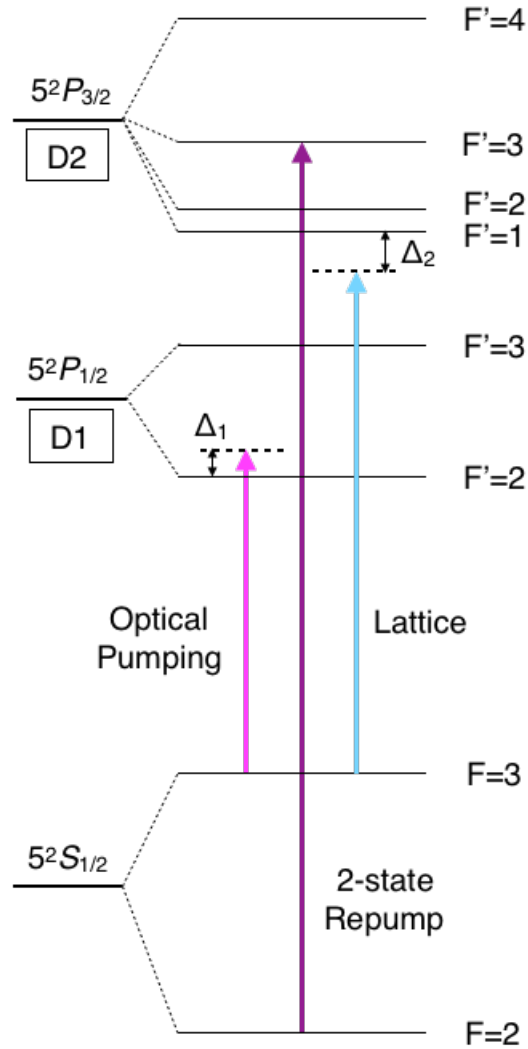 F'=4
5²P₃/₂
D2
F'=3
F'=2
F'=1
Δ₂
5²P₁/₂
F'=3
D1
Δ₁
F'=2
Optical
Pumping
Lattice
F=3
5²S₁/₂
2-state
Repump
F=2